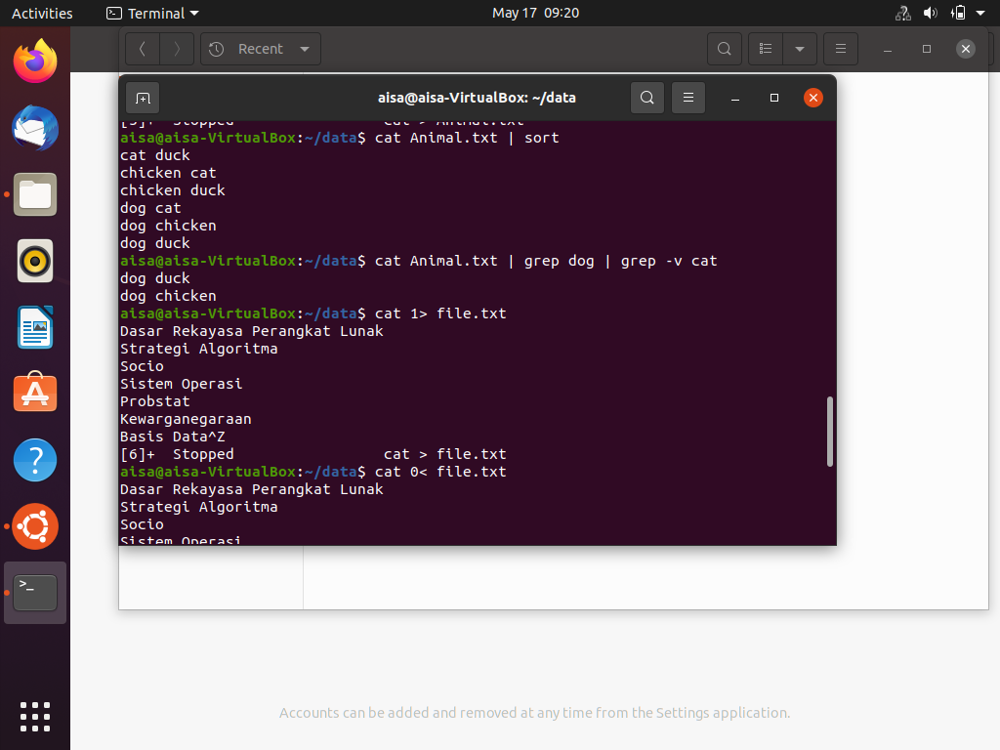 Activities
Terminal
May 17 09:20
Recent
aisa@aisa-VirtualBox: ~/data
[5]+ Stopped cat > Animal.txt
aisa@aisa-VirtualBox:~/data$ cat Animal.txt | sort
cat duck
chicken cat
chicken duck
dog cat
dog chicken
dog duck
aisa@aisa-VirtualBox:~/data$ cat Animal.txt | grep dog | grep -v cat
dog duck
dog chicken
aisa@aisa-VirtualBox:~/data$ cat 1> file.txt
Dasar Rekayasa Perangkat Lunak
Strategi Algoritma
Socio
Sistem Operasi
Probstat
Kewarganegaraan
Basis Data^Z
[6]+ Stopped cat > file.txt
aisa@aisa-VirtualBox:~/data$ cat 0< file.txt
Dasar Rekayasa Perangkat Lunak
Strategi Algoritma
Socio
Sistem Operasi
Accounts can be added and removed at any time from the Settings application.